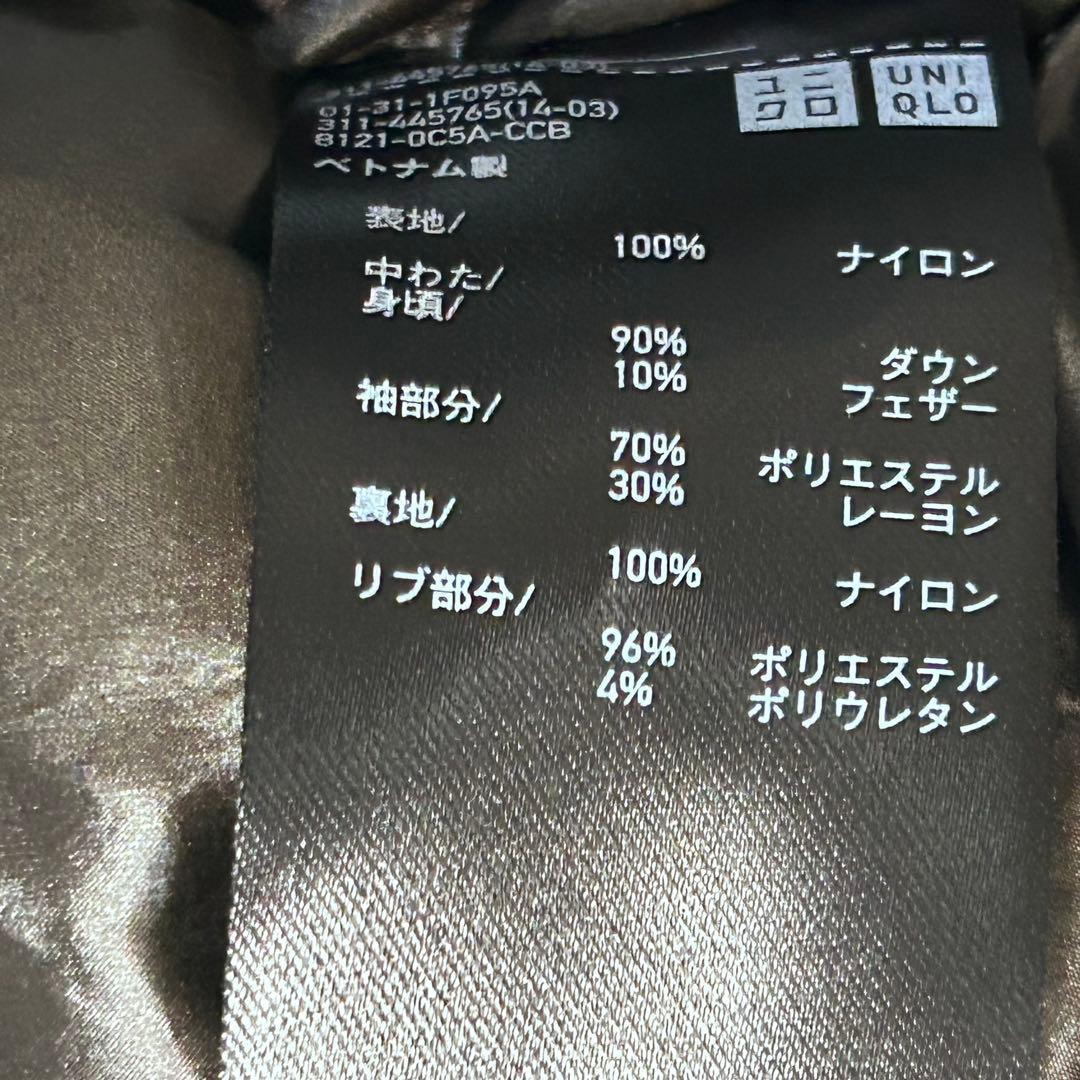 ユニ
クロ
UNI
QLO
01-31-1F095A
311-445765(14-03)
8121-0C5A-CCB
ベトナム製
表地/
100% ナイロン
中わた/
身頃/
90% ダウン
10% フェザー
袖部分/
70% ポリエステル
30% レーヨン
裏地/
100% ナイロン
リブ部分/
96% ポリエステル
4% ポリウレタン